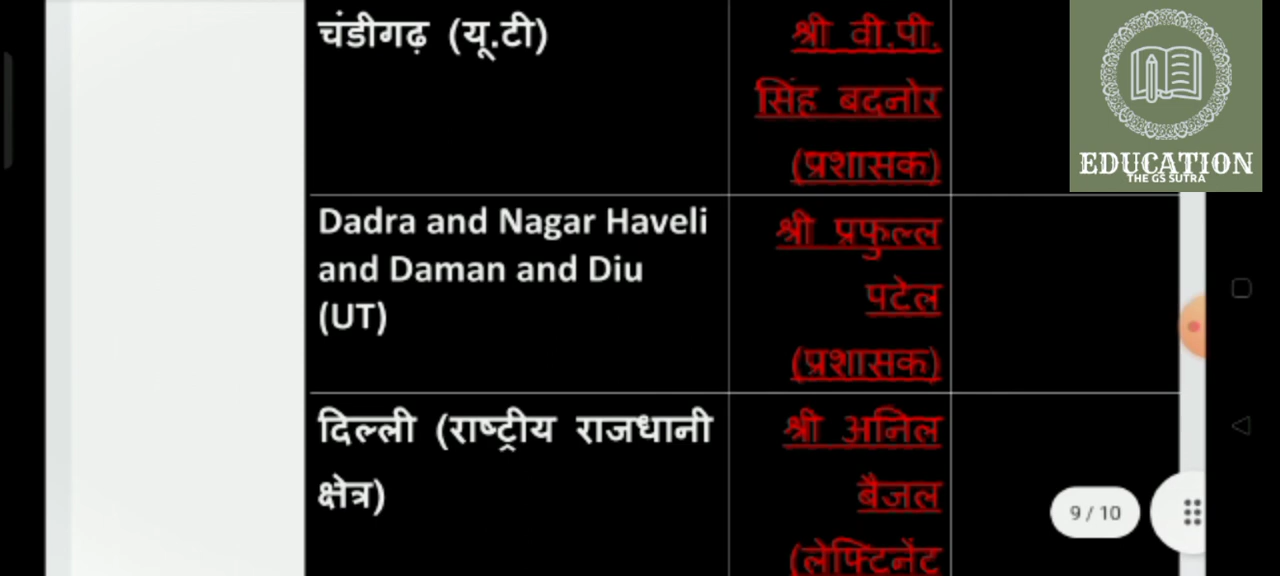 चंडीगढ़ (यू.टी)
श्री वी.पी.
सिंह बदनोर
(प्रशासक)
Dadra and Nagar Haveli
and Daman and Diu
(UT)
श्री प्रफुल्ल
पटेल
(प्रशासक)
दिल्ली (राष्ट्रीय राजधानी
क्षेत्र)
श्री अनिल
बैजल
(लेफ्टिनेंट
EDUCATION
THE GS SUTRA
9 / 10